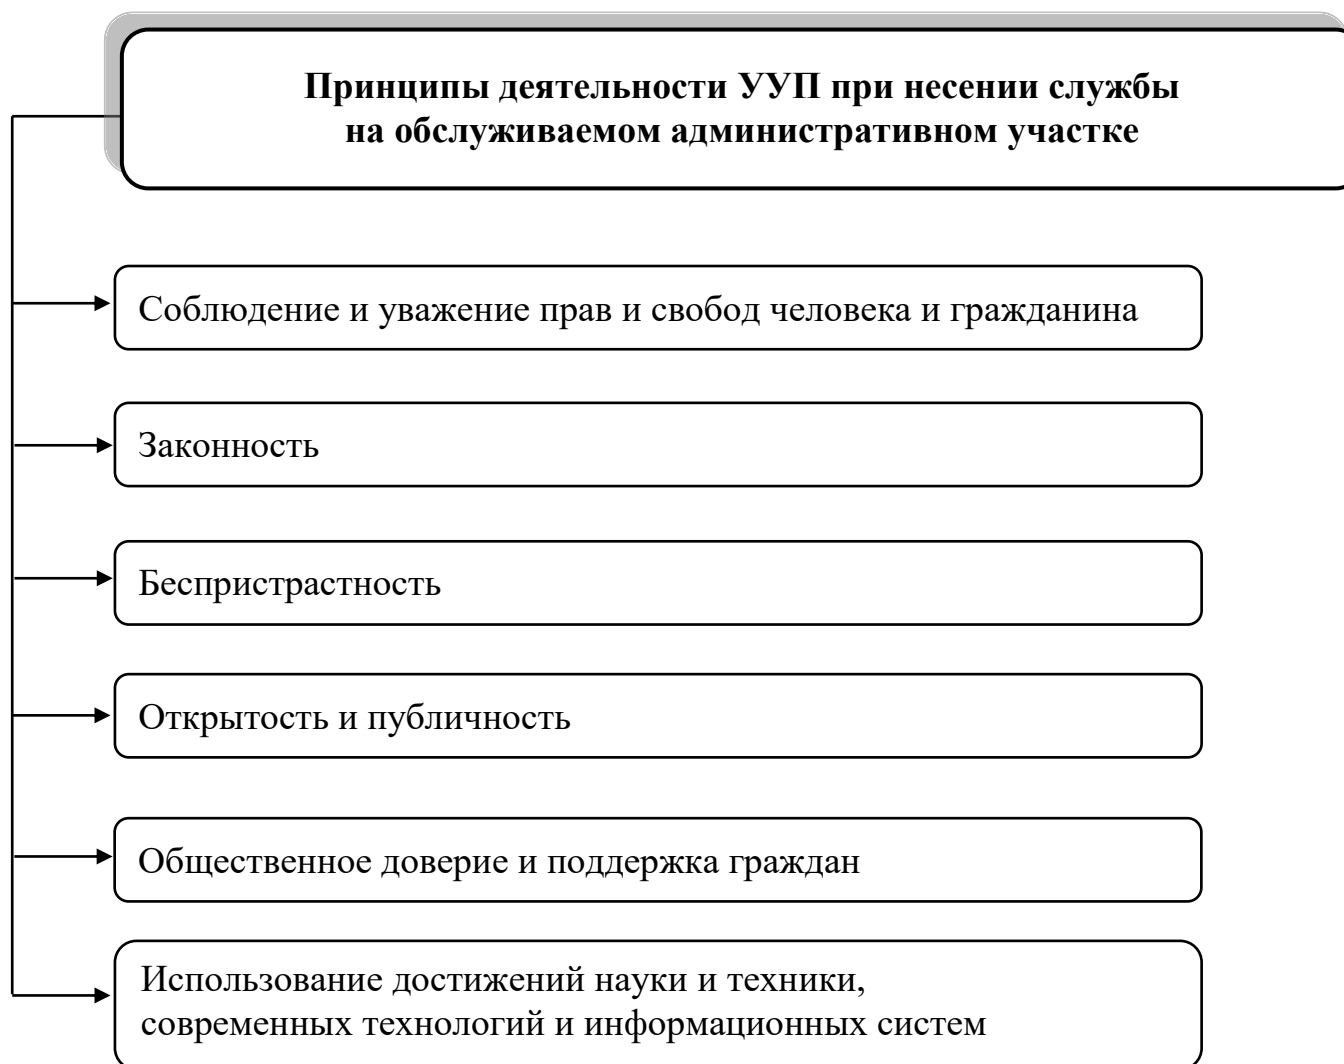 Принципы деятельности УУП при несении службы
на обслуживаемом административном участке
Соблюдение и уважение прав и свобод человека и гражданина
Законность
Беспристрастность
Открытость и публичность
Общественное доверие и поддержка граждан
Использование достижений науки и техники,
современных технологий и информационных систем